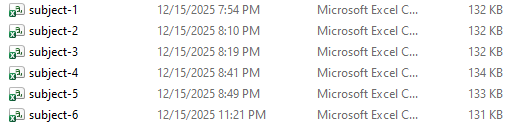 subject-1 12/15/2025 7:54 PM Microsoft Excel C... 132 KB
subject-2 12/15/2025 8:10 PM Microsoft Excel C... 132 KB
subject-3 12/15/2025 8:19 PM Microsoft Excel C... 132 KB
subject-4 12/15/2025 8:41 PM Microsoft Excel C... 134 KB
subject-5 12/15/2025 8:49 PM Microsoft Excel C... 133 KB
subject-6 12/15/2025 11:21 PM Microsoft Excel C... 131 KB